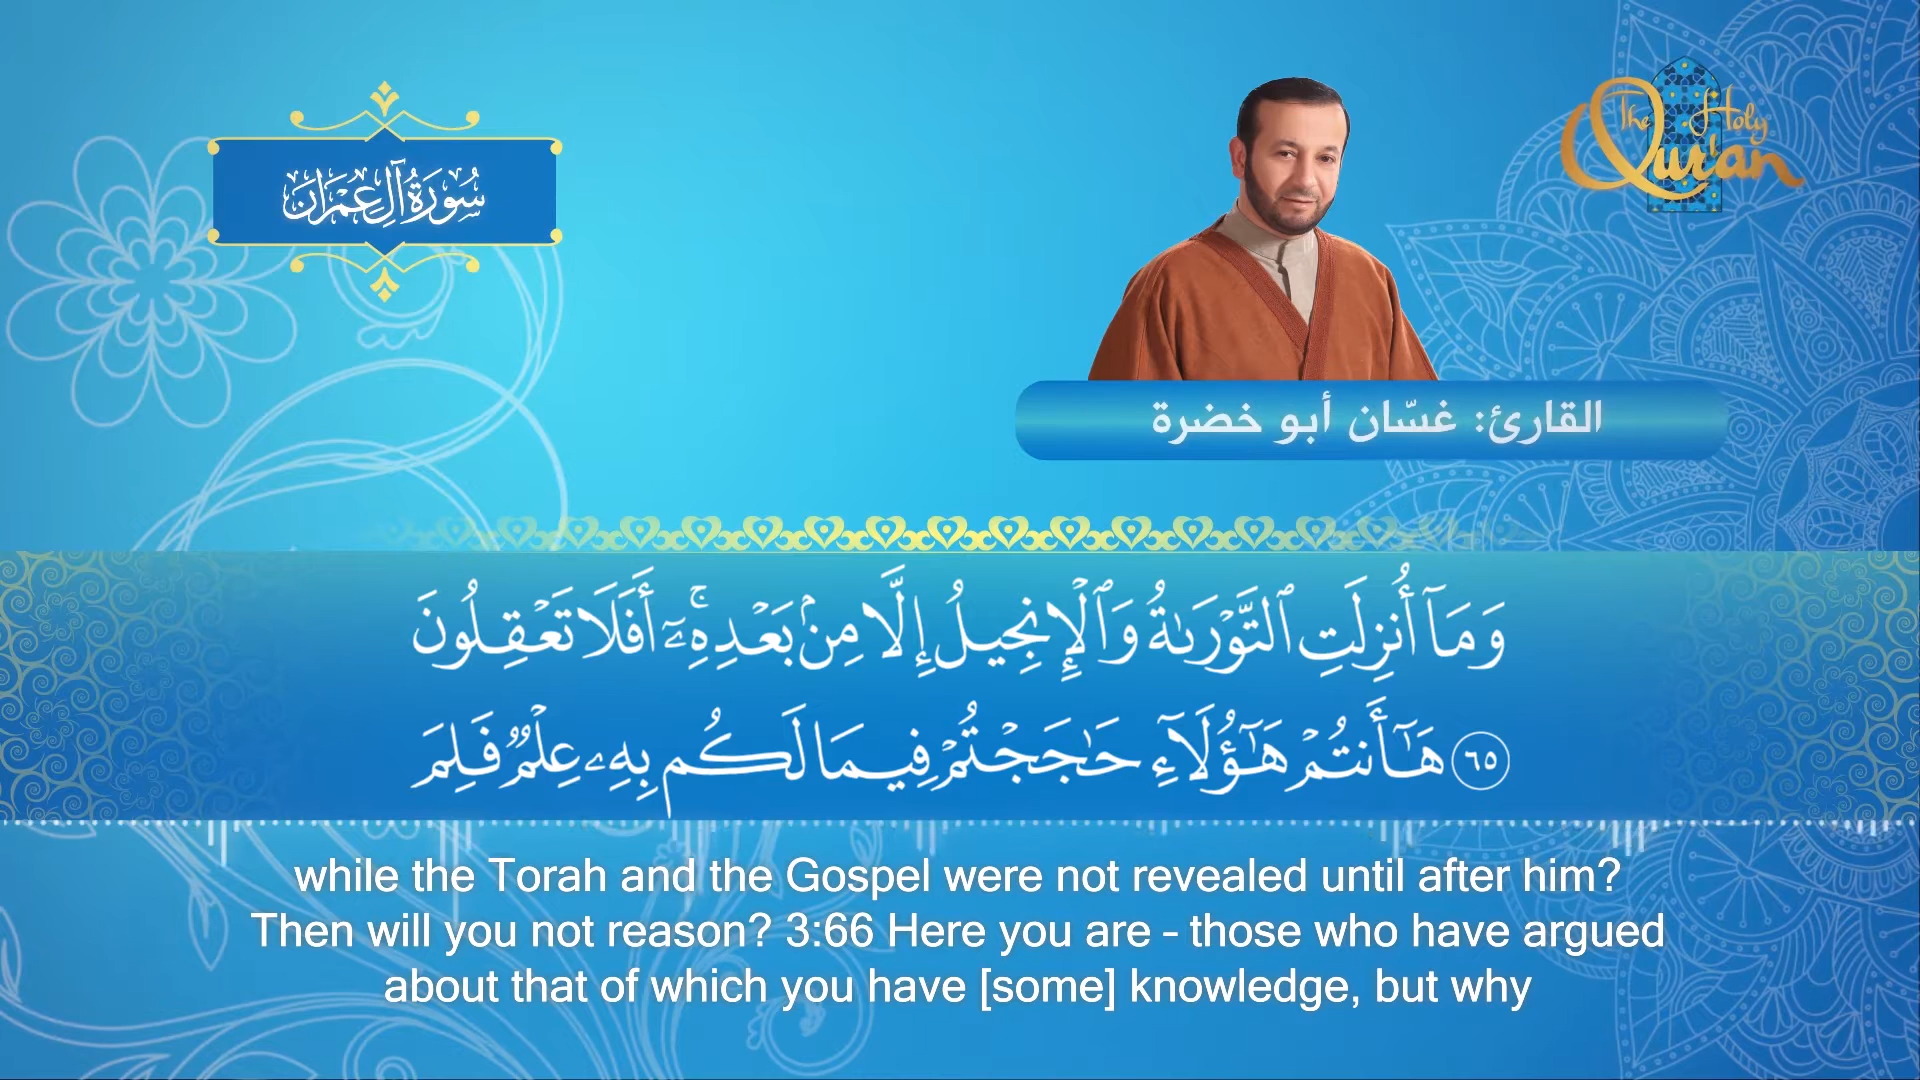 سُورَةُ آلِ عِمْرَانَ
The Holy Qur'an
القارئ: غسّان أبو خضرة
وَمَآ أُنزِلَتِ ٱلتَّوْرَىٰةُ وَٱلْإِنجِيلُ إِلَّا مِنۢ بَعْدِهِۦٓ ۚ أَفَلَا تَعْقِلُونَ
٦٥ هَـٰٓأَنتُمْ هَـٰٓؤُلَآءِ حَـٰجَجْتُمْ فِيمَا لَكُم بِهِۦ عِلْمٌ فَلِمَ
while the Torah and the Gospel were not revealed until after him?
Then will you not reason? 3:66 Here you are – those who have argued
about that of which you have [some] knowledge, but why